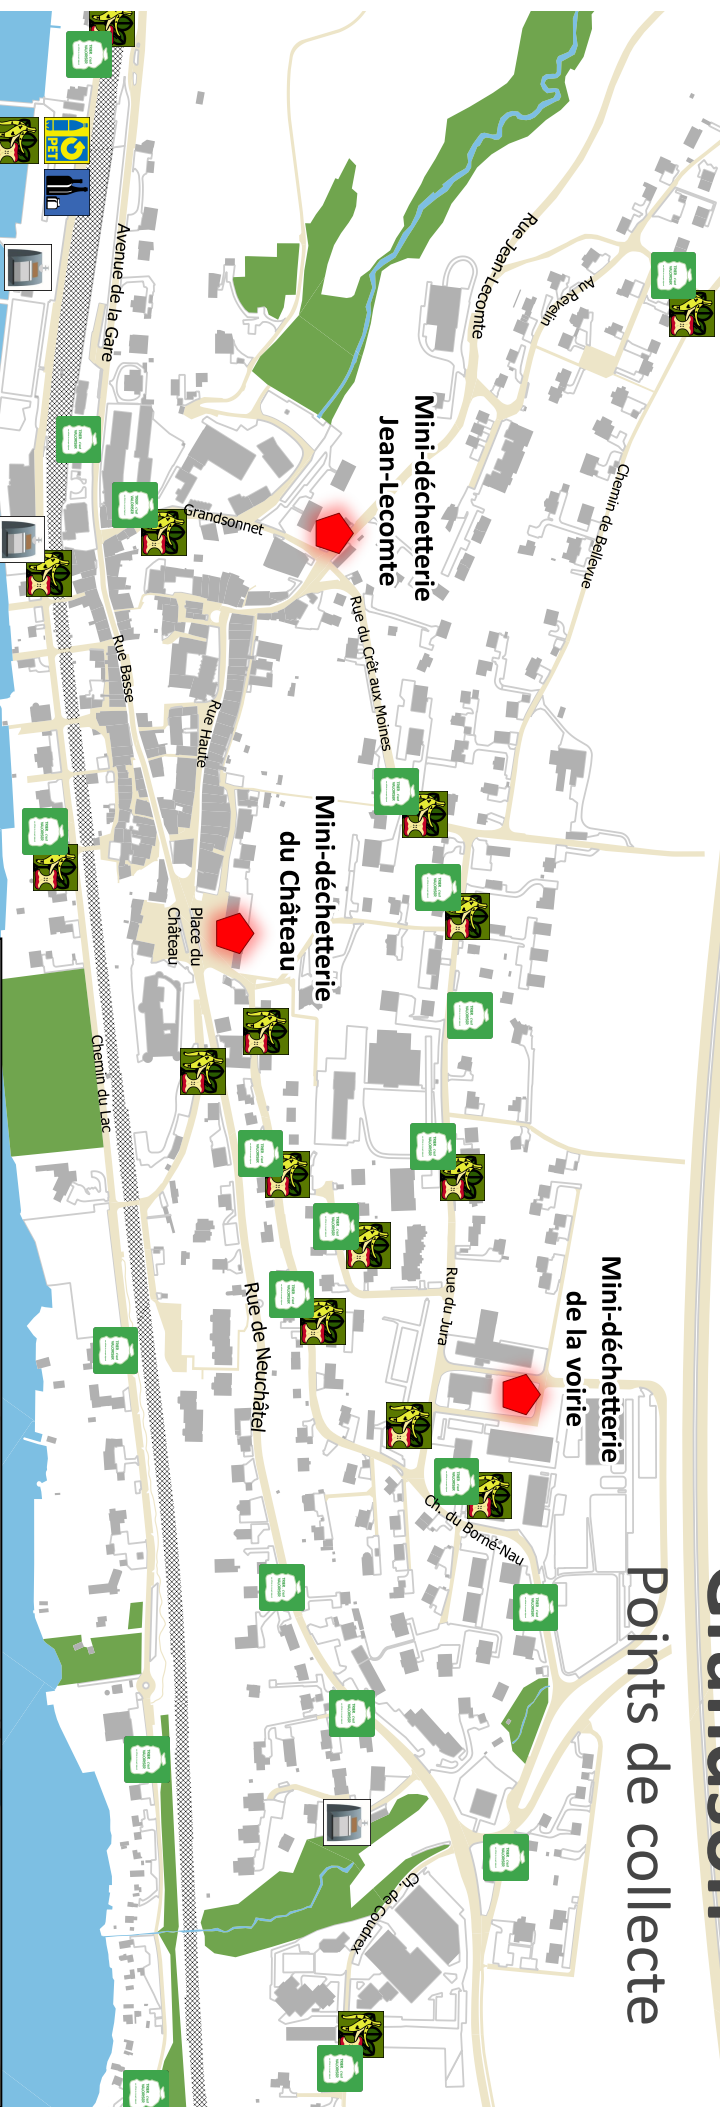 Grandson
Points de collecte
Mini-déchetterie
Jean-Lecomte
Mini-déchetterie
du Château
Mini-déchetterie
de la voirie
Rue Jean-Lecomte
Au Revelin
Chemin de Bellevue
Avenue de la Gare
Grandsonnet
Rue du Crêt aux Moines
Rue Basse
Rue Haute
Place du
Château
Chemin du Lac
Rue de Neuchâtel
Rue du Jura
Ch. du Borné-Nau
Ch. de Coudrex
PET